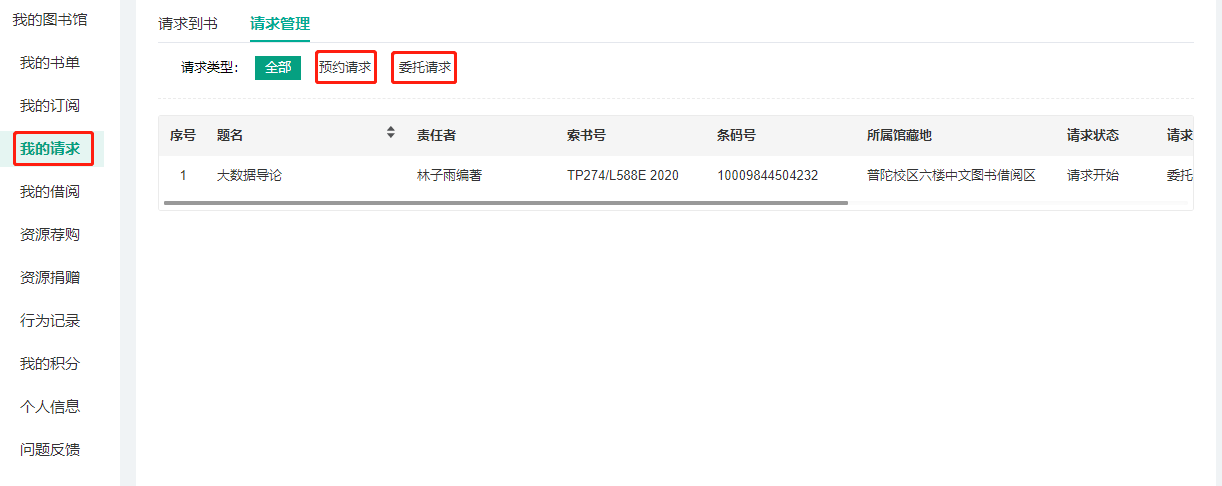 我的图书馆
我的书单
我的订阅
我的请求
我的借阅
资源荐购
资源捐赠
行为记录
我的积分
个人信息
问题反馈
请求到书 请求管理
请求类型： 全部 预约请求 委托请求
序号 题名 责任者 索书号 条码号 所属馆藏地 请求状态 请求
1 大数据导论 林子雨编著 TP274/L588E 2020 10009844504232 普陀校区六楼中文图书借阅区 请求开始 委托